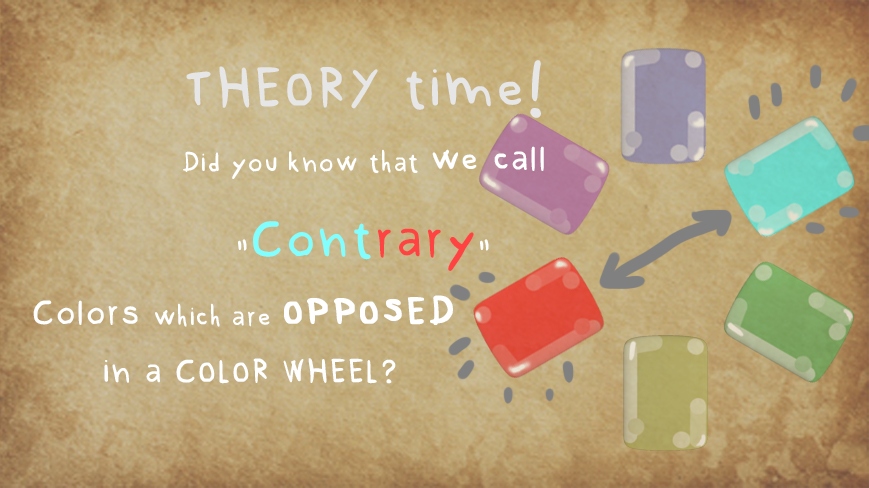 THEORY time!
Did you know that we call
"Contrary"
Colors which are OPPOSED
in a COLOR WHEEL?